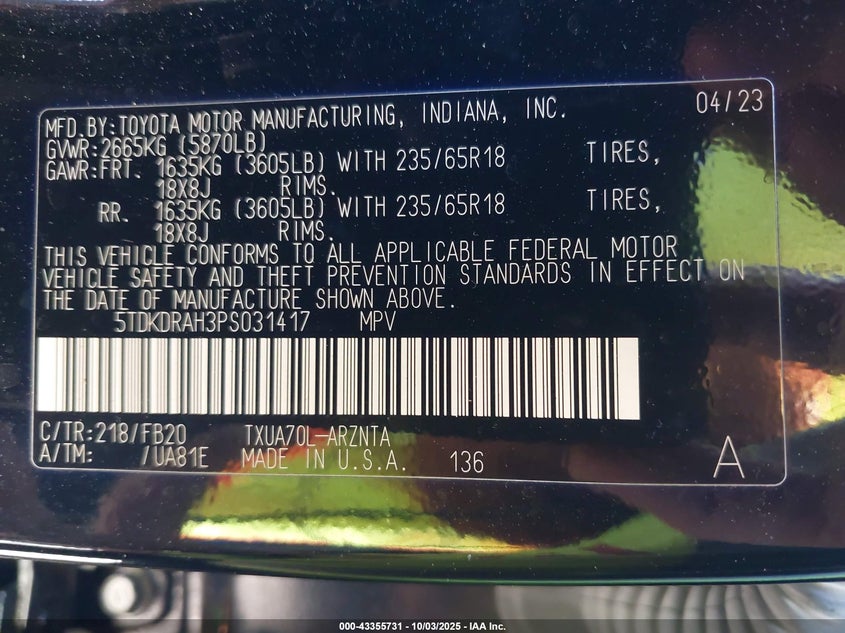 MFD.BY:TOYOTA MOTOR MANUFACTURING, INDIANA, INC. 04/23
GVWR:2665KG (5870LB)
GAWR:FRT. 1635KG (3605LB) WITH 235/65R18 TIRES,
18X8J RIMS.
RR. 1635KG (3605LB) WITH 235/65R18 TIRES,
18X8J RIMS.
THIS VEHICLE CONFORMS TO ALL APPLICABLE FEDERAL MOTOR
VEHICLE SAFETY AND THEFT PREVENTION STANDARDS IN EFFECT ON
THE DATE OF MANUFACTURE SHOWN ABOVE.
5TDKDRAH3PS031417 MPV
C/TR:218/FB20 TXUA70L-ARZNTA
A/TM: /UA81E MADE IN U.S.A. 136 A
000-43355731 - 10/03/2025 - IAA Inc.